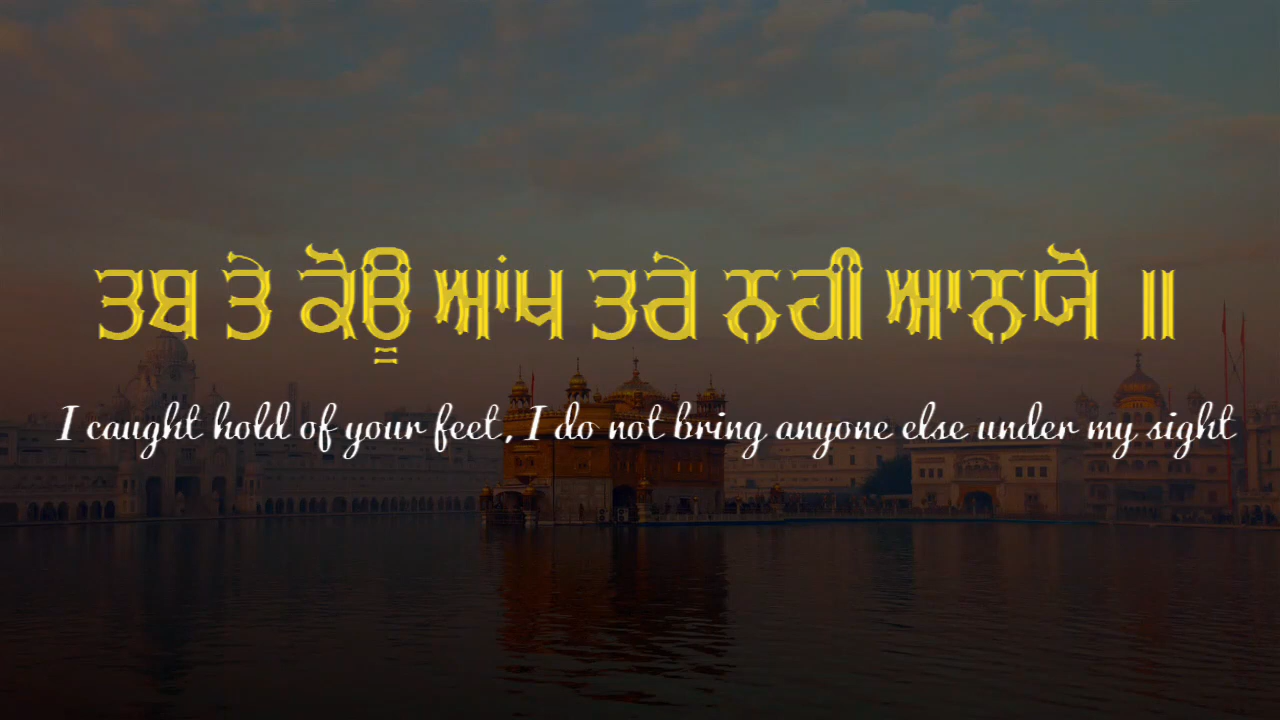 ਤਬ ਤੇ ਕੋਊ ਆਂਖ ਤਰੇ ਨਹੀ ਆਨਯੋ ॥
I caught hold of your feet, I do not bring anyone else under my sight